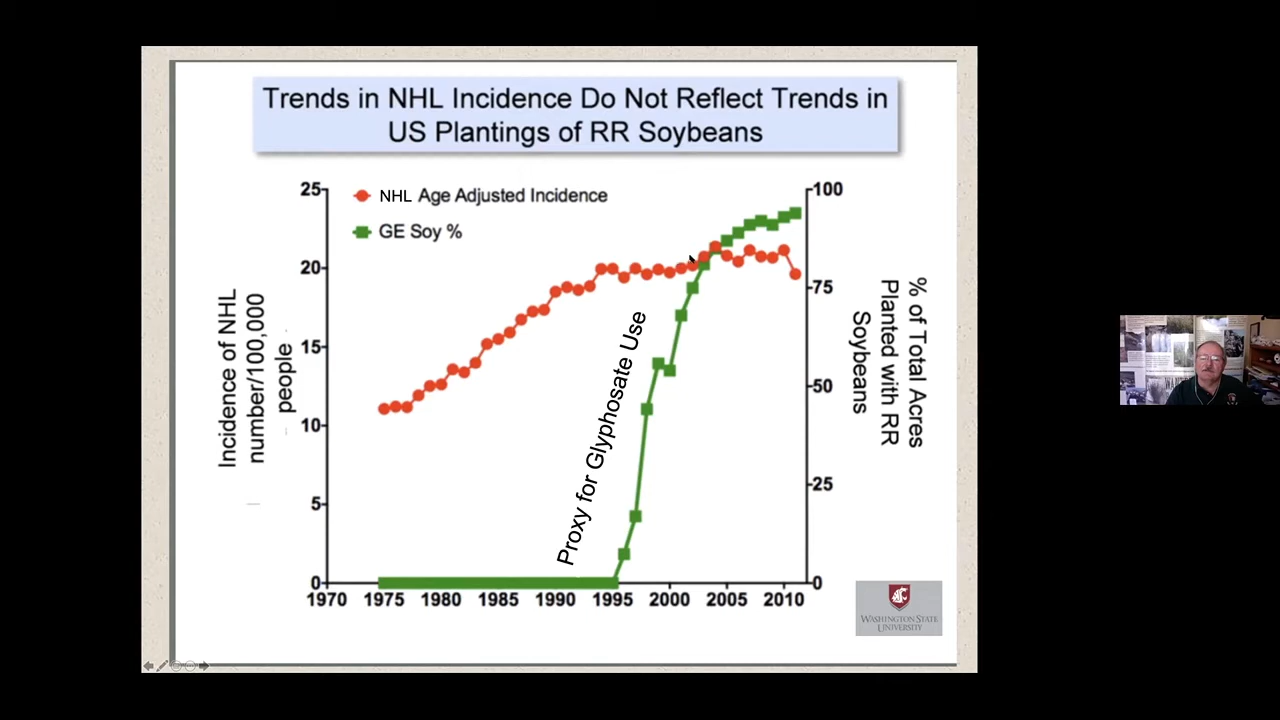 Trends in NHL Incidence Do Not Reflect Trends in
US Plantings of RR Soybeans
NHL Age Adjusted Incidence
GE Soy %
Incidence of NHL
number/100,000
people
25
20
15
10
5
0
100
75
50
25
0
% of Total Acres
Planted with RR
Soybeans
Proxy for Glyphosate Use
1970 1975 1980 1985 1990 1995 2000 2005 2010
WASHINGTON STATE
UNIVERSITY